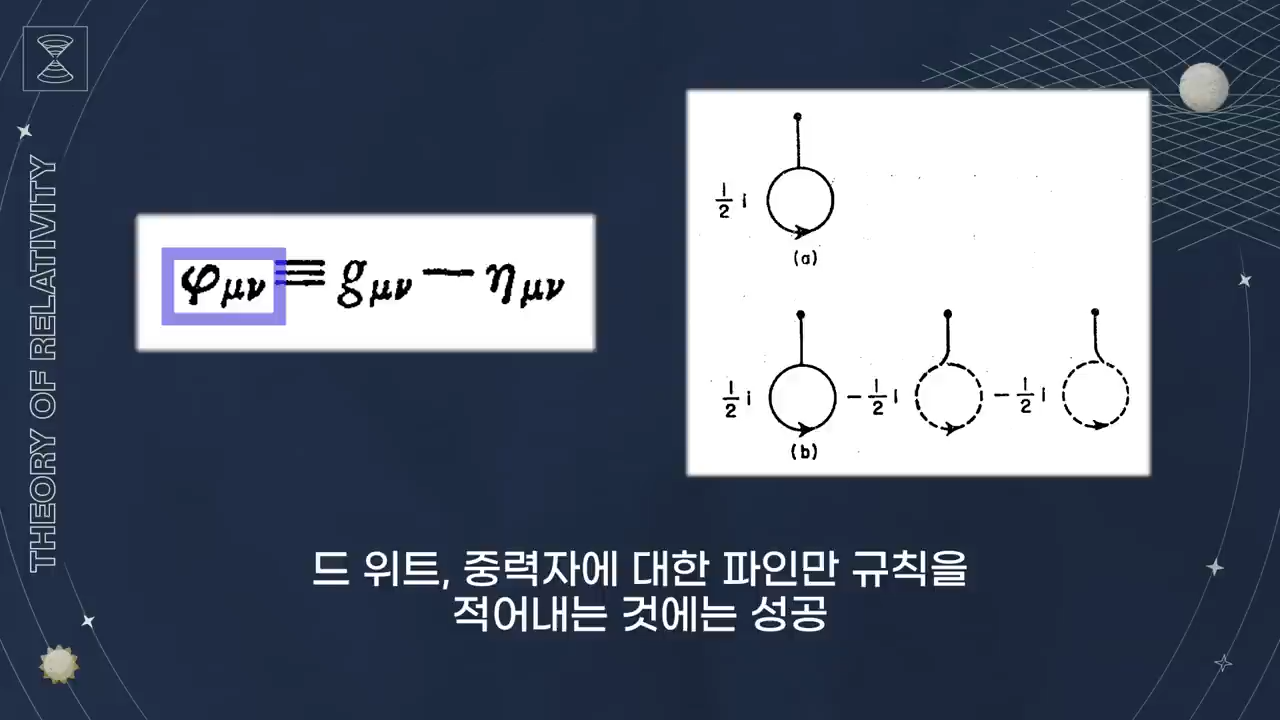 THEORY OF RELATIVITY
φμν ≡ gμν − ημν
½ i
(a)
½ i − ½ i − ½ i
(b)
드 위트, 중력자에 대한 파인만 규칙을
적어내는 것에는 성공